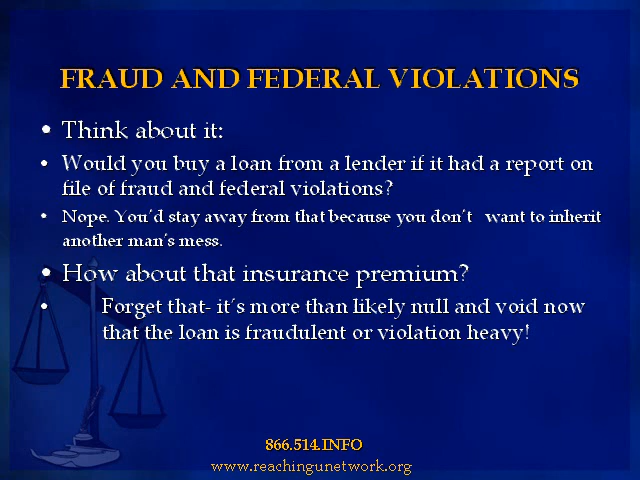 FRAUD AND FEDERAL VIOLATIONS
• Think about it:
• Would you buy a loan from a lender if it had a report on
file of fraud and federal violations?
• Nope. You'd stay away from that because you don't want to inherit
another man's mess.
• How about that insurance premium?
• Forget that- it's more than likely null and void now
that the loan is fraudulent or violation heavy!
866.514.INFO
www.reachingunetwork.org